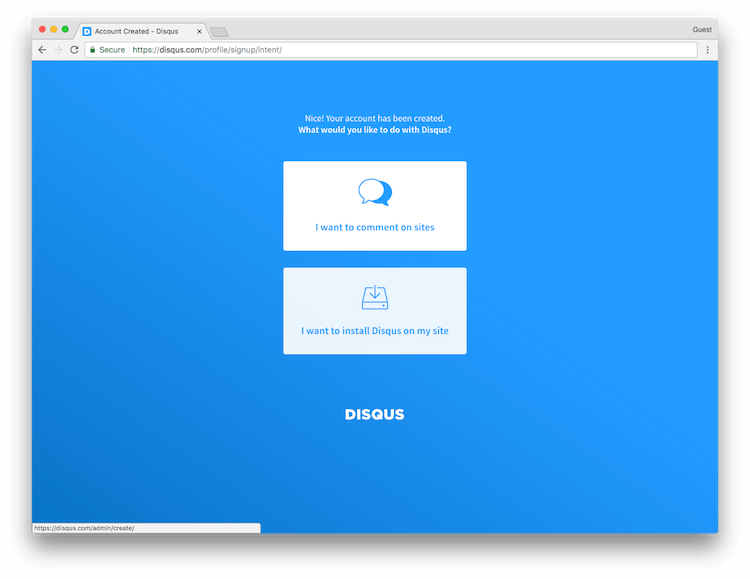 Account Created - Disqus
Guest
Secure
https://disqus.com/profile/signup/intent/
Nice! Your account has been created.
What would you like to do with Disqus?
I want to comment on sites
I want to install Disqus on my site
DISQUS
https://disqus.com/admin/create/